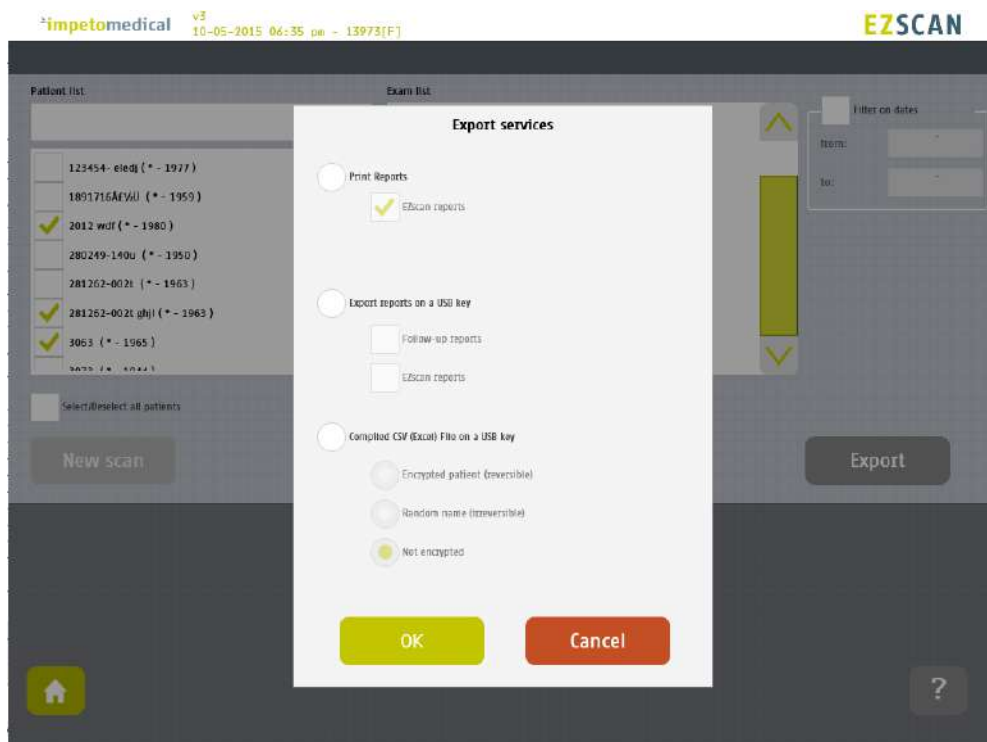 impetomedical
v3
10-05-2015 06:35 pm - 13973[F]
EZSCAN
Patient list
Exam list
Filter on dates
from:
to:
123454- eledj (* - 1977)
(* - 1959)
2012 wdf (* - 1980)
280249-140u (* - 1950)
281262-002t (* - 1963)
281262-002t ghjl (* - 1963)
3063 (* - 1965)
Select/Deselect all patients
New scan
Export
Export services
Print Reports
EZscan reports
Export reports on a USB key
Follow-up reports
EZscan reports
Compiled CSV (Excel) File on a USB key
Encrypted patient (reversible)
Random name (irreversible)
Not encrypted
OK
Cancel
?